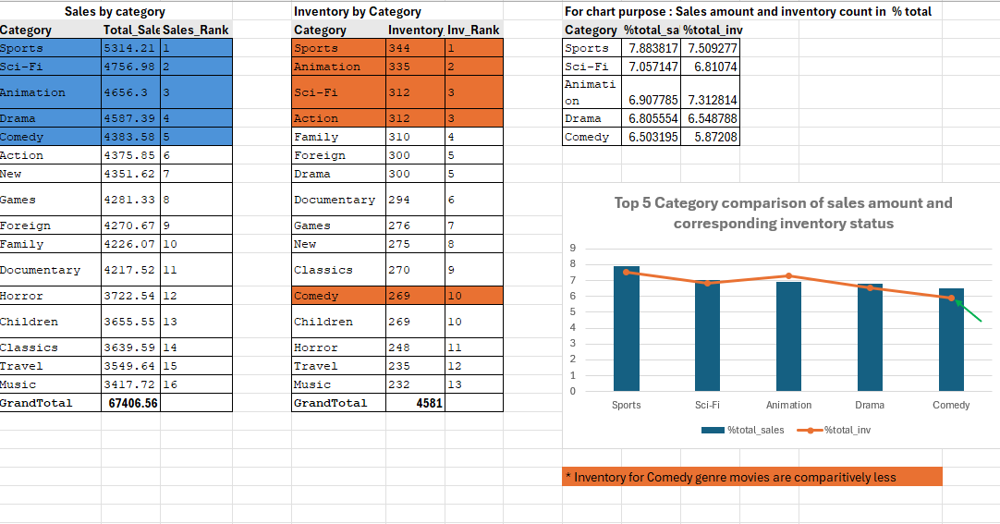 Sales by category
Category Total_Sale Sales_Rank
Sports 5314.21 1
Sci-Fi 4756.98 2
Animation 4656.3 3
Drama 4587.39 4
Comedy 4383.58 5
Action 4375.85 6
New 4351.62 7
Games 4281.33 8
Foreign 4270.67 9
Family 4226.07 10
Documentary 4217.52 11
Horror 3722.54 12
Children 3655.55 13
Classics 3639.59 14
Travel 3549.64 15
Music 3417.72 16
GrandTotal 67406.56
Inventory by Category
Category Inventory Inv_Rank
Sports 344 1
Animation 335 2
Sci-Fi 312 3
Action 312 3
Family 310 4
Foreign 300 5
Drama 300 5
Documentary 294 6
Games 276 7
New 275 8
Classics 270 9
Comedy 269 10
Children 269 10
Horror 248 11
Travel 235 12
Music 232 13
GrandTotal 4581
For chart purpose : Sales amount and inventory count in % total
Category %total_sa %total_inv
Sports 7.883817 7.509277
Sci-Fi 7.057147 6.81074
Animati
on 6.907785 7.312814
Drama 6.805554 6.548788
Comedy 6.503195 5.87208
Top 5 Category comparison of sales amount and
corresponding inventory status
9
8
7
6
5
4
3
2
1
0
Sports Sci-Fi Animation Drama Comedy
%total_sales %total_inv
* Inventory for Comedy genre movies are comparitively less